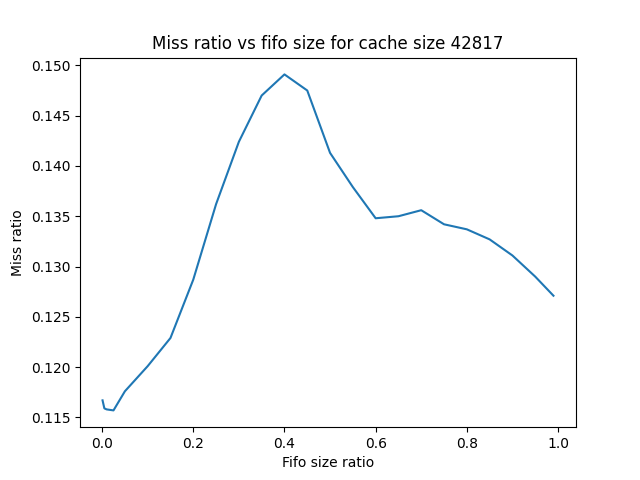 Miss ratio vs fifo size for cache size 42817
0.150
0.145
0.140
0.135
0.130
0.125
0.120
0.115
Miss ratio
0.0 0.2 0.4 0.6 0.8 1.0
Fifo size ratio